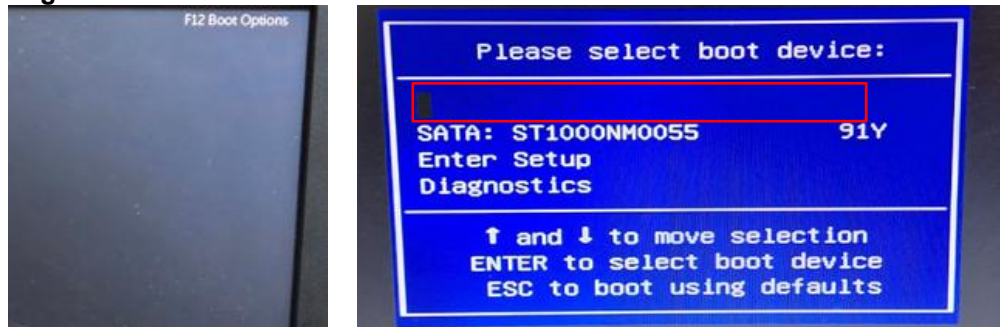 F12 Boot Options
Please select boot device:
SATA: ST1000NM0055 91Y
Enter Setup
Diagnostics
↑ and ↓ to move selection
ENTER to select boot device
ESC to boot using defaults